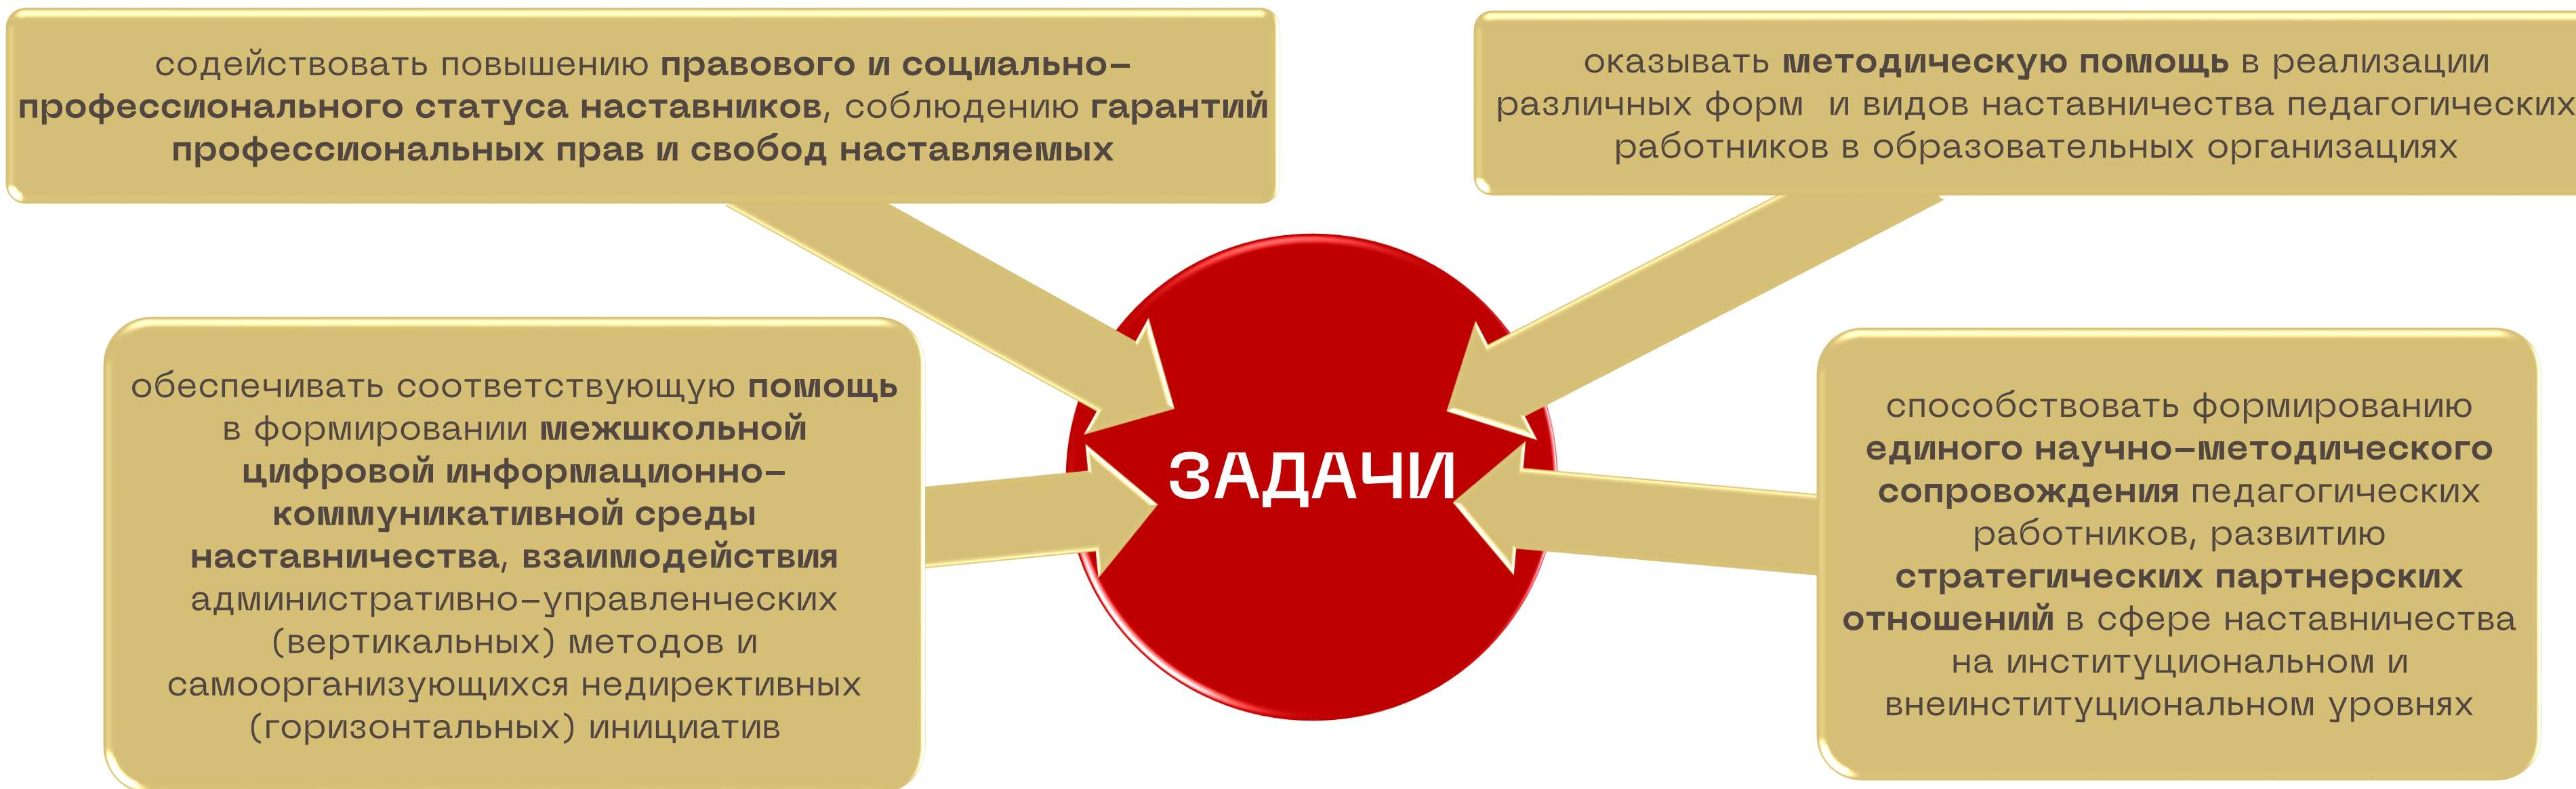 содействовать повышению правового и социально-
профессионального статуса наставников, соблюдению гарантий
профессиональных прав и свобод наставляемых
оказывать методическую помощь в реализации
различных форм  и видов наставничества педагогических
работников в образовательных организациях
обеспечивать соответствующую помощь
в формировании межшкольной
цифровой информационно-
коммуникативной среды
наставничества, взаимодействия
административно-управленческих
(вертикальных) методов и
самоорганизующихся недирективных
(горизонтальных) инициатив
ЗАДАЧИ
способствовать формированию
единого научно-методического
сопровождения педагогических
работников, развитию
стратегических партнерских
отношений в сфере наставничества
на институциональном и
внеинституциональном уровнях